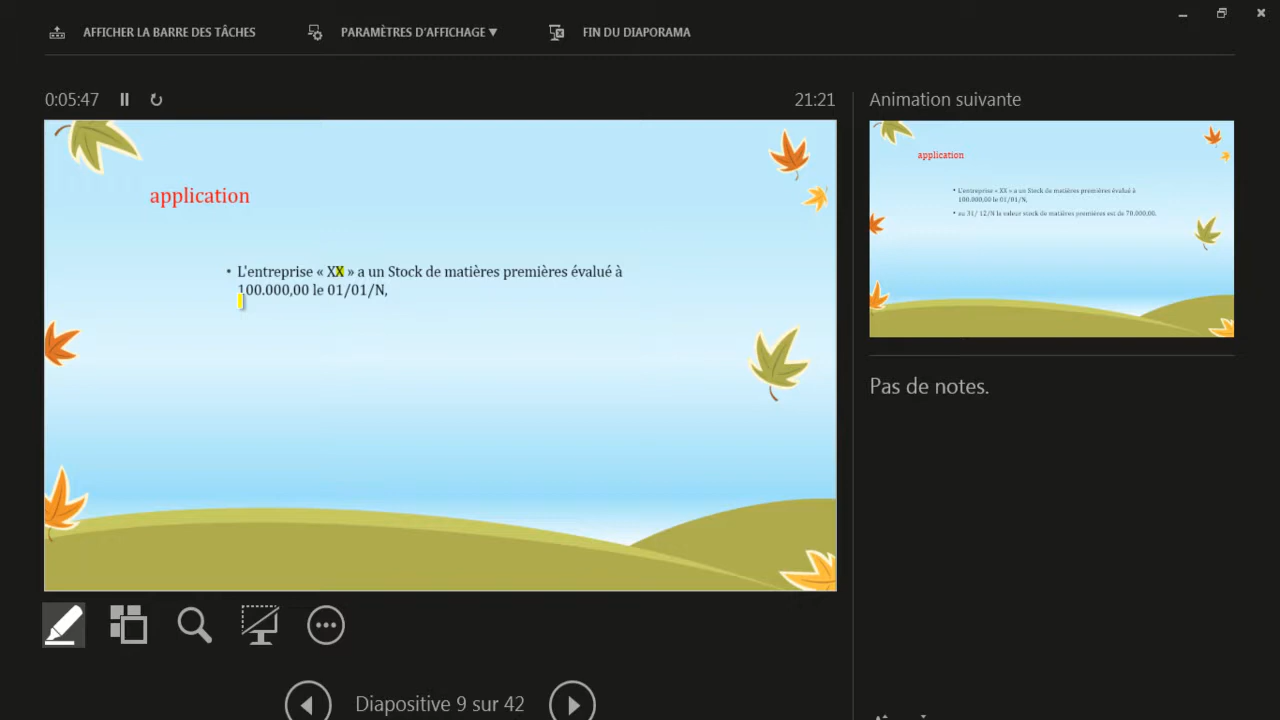 AFFICHER LA BARRE DES TÂCHES
PARAMÈTRES D'AFFICHAGE ▼
FIN DU DIAPORAMA
0:05:47
21:21
application
• L'entreprise « XX » a un Stock de matières premières évalué à
100.000,00 le 01/01/N,
Animation suivante
application
• L'entreprise « XX » a un Stock de matières premières évalué à
100.000,00 le 01/01/N,
• au 31/ 12/N le valeur stock de matières premières est de 70.000,00.
Pas de notes.
Diapositive 9 sur 42